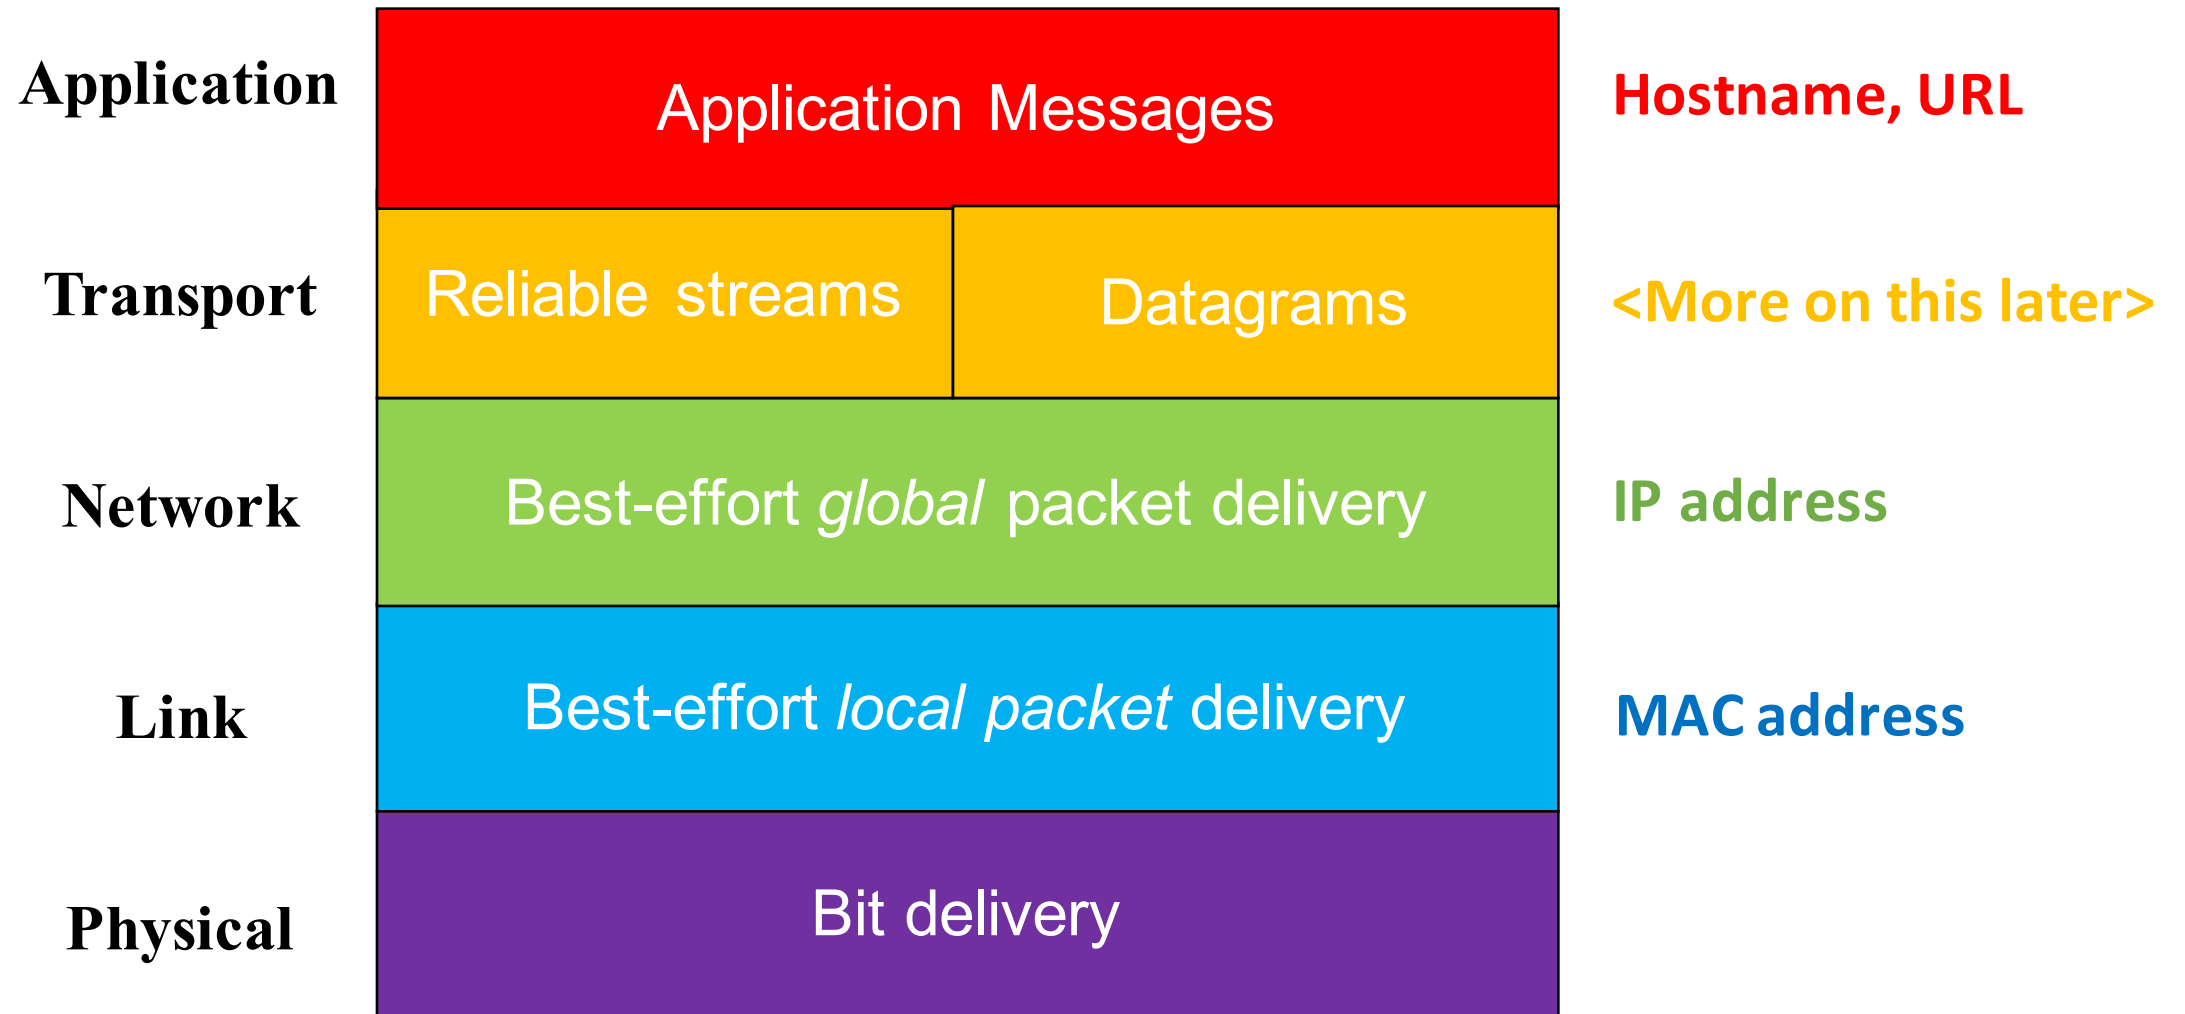 Application
Application Messages
Hostname, URL
Transport
Reliable streams
Datagrams
<More on this later>
Network
Best-effort global packet delivery
IP address
Link
Best-effort local packet delivery
MAC address
Physical
Bit delivery